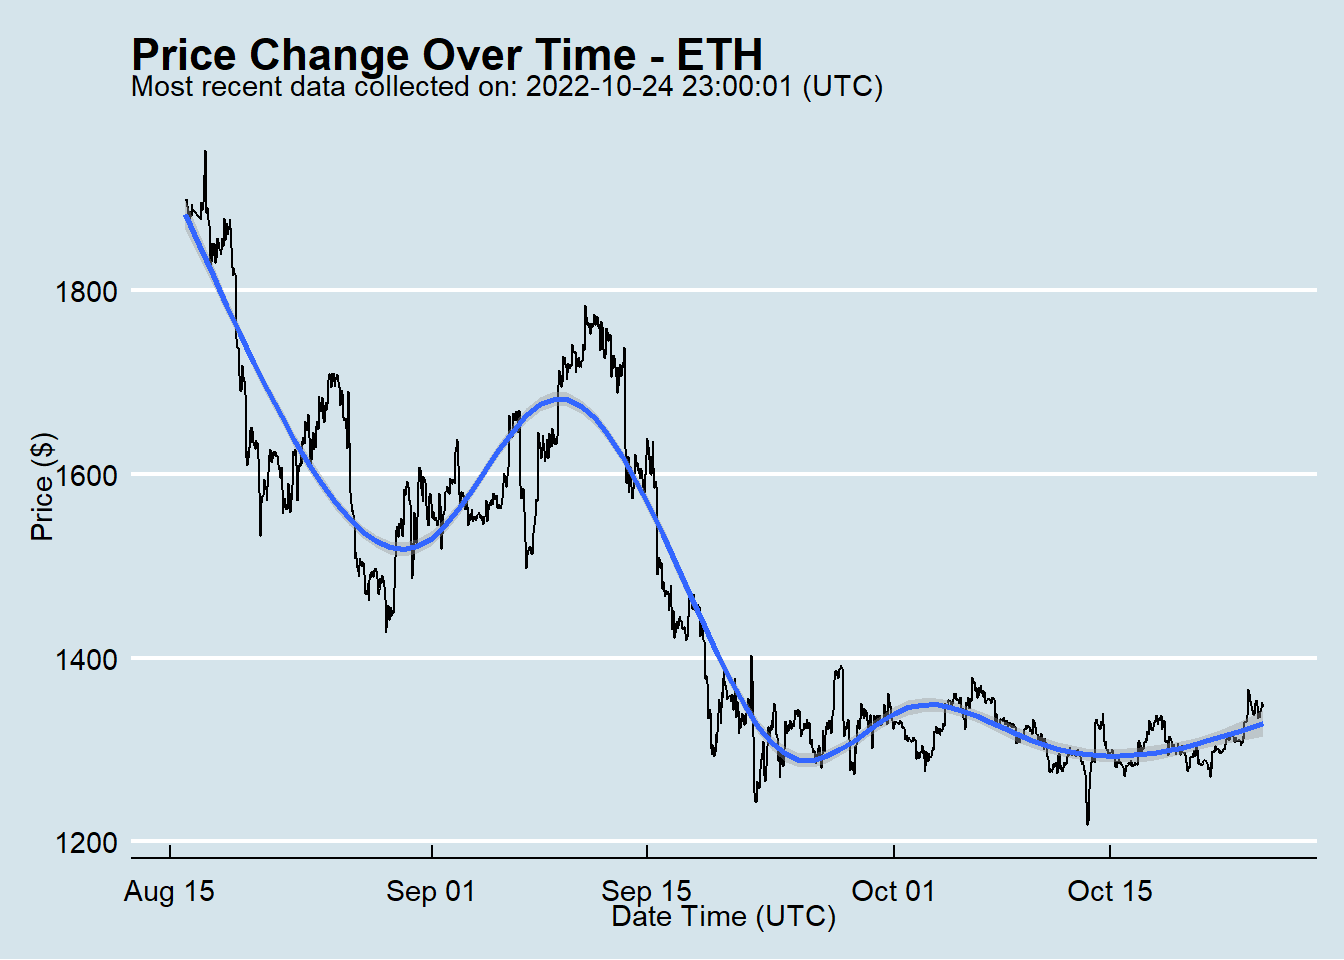 Price Change Over Time - ETH
Most recent data collected on: 2022-10-24 23:00:01 (UTC)
Price ($)
1800
1600
1400
1200
Aug 15 Sep 01 Sep 15 Oct 01 Oct 15
Date Time (UTC)